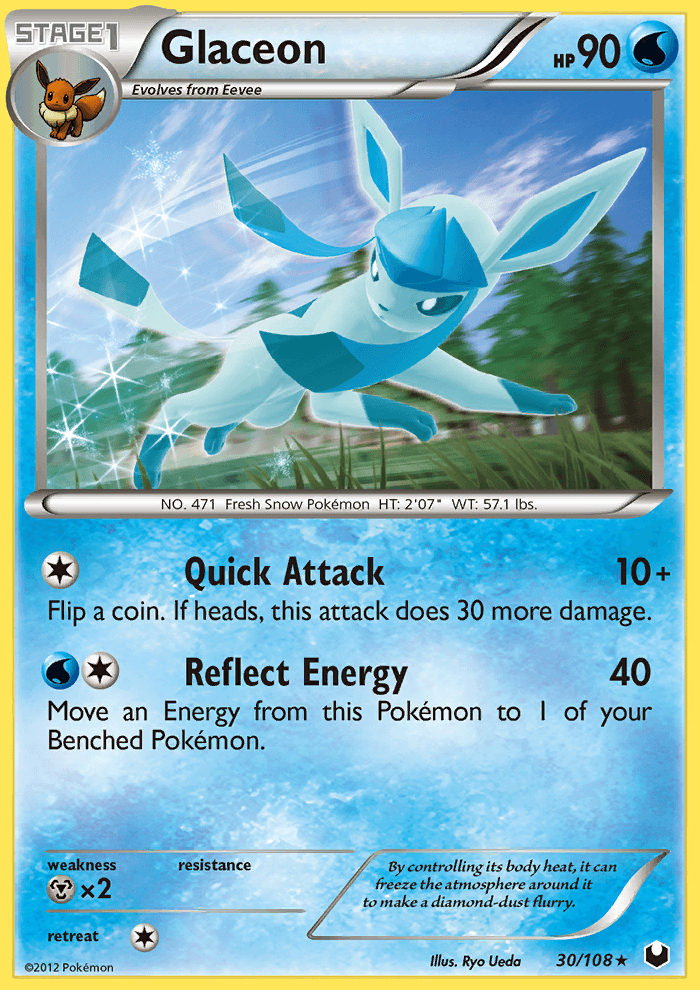 STAGE1
Glaceon
HP 90
Evolves from Eevee
NO. 471 Fresh Snow Pokémon HT: 2'07" WT: 57.1 lbs.
Quick Attack 10+
Flip a coin. If heads, this attack does 30 more damage.
Reflect Energy 40
Move an Energy from this Pokémon to 1 of your
Benched Pokémon.
weakness resistance
×2
By controlling its body heat, it can
freeze the atmosphere around it
to make a diamond-dust flurry.
retreat
©2012 Pokémon
Illus. Ryo Ueda 30/108 ★